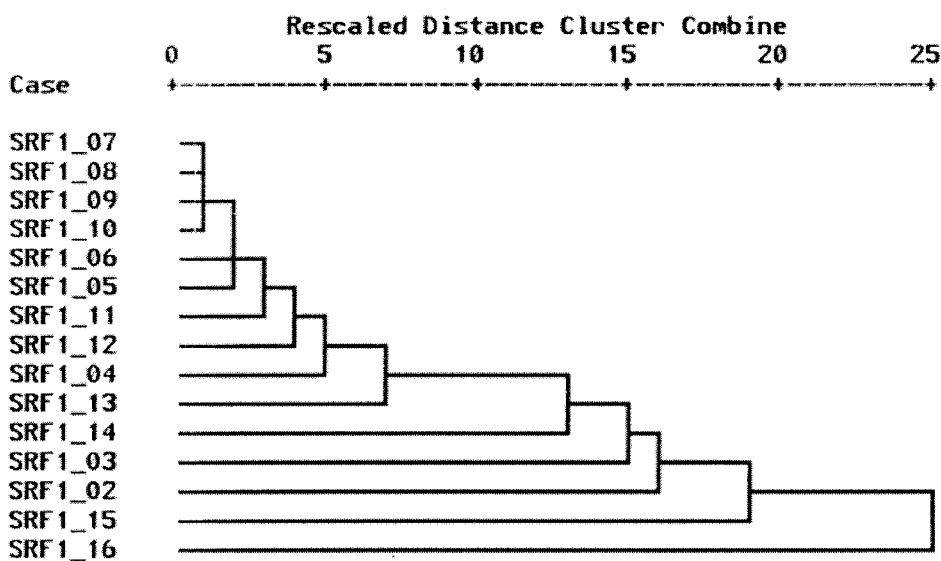 Rescaled Distance Cluster Combine
0 5 10 15 20 25
Case
SRF1_07
SRF1_08
SRF1_09
SRF1_10
SRF1_06
SRF1_05
SRF1_11
SRF1_12
SRF1_04
SRF1_13
SRF1_14
SRF1_03
SRF1_02
SRF1_15
SRF1_16